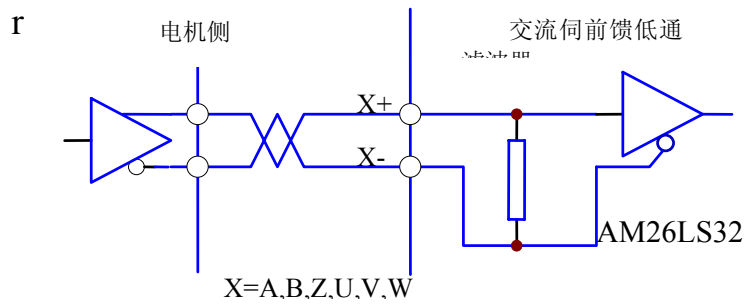 r
电机侧
交流伺前馈低通
X+
X-
AM26LS32
X=A,B,Z,U,V,W